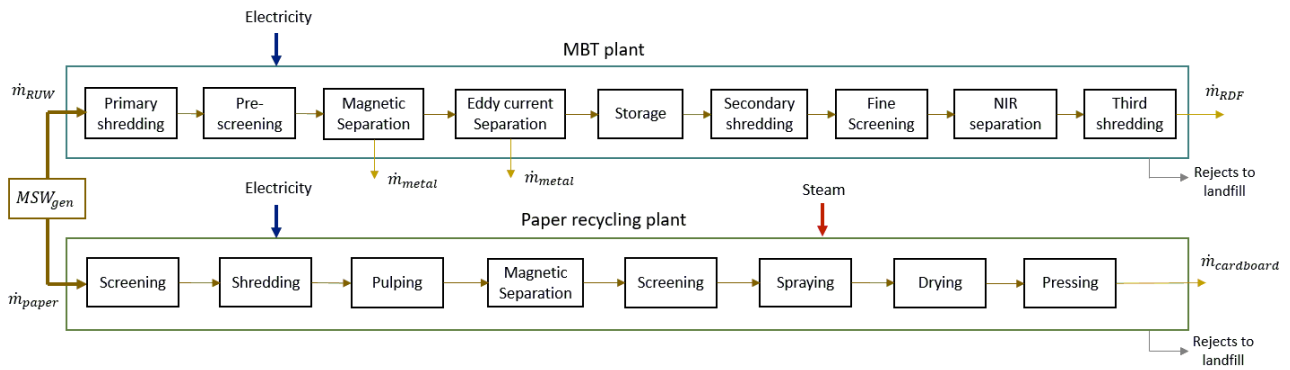 Electricity
MBT plant
ṁ_RUW
Primary
shredding
Pre-
screening
Magnetic
Separation
Eddy current
Separation
Storage
Secondary
shredding
Fine
Screening
NIR
separation
Third
shredding
ṁ_RDF
ṁ_metal
ṁ_metal
Rejects to
landfill
MSW_gen
Electricity
Steam
Paper recycling plant
ṁ_paper
Screening
Shredding
Pulping
Magnetic
Separation
Screening
Spraying
Drying
Pressing
ṁ_cardboard
Rejects to
landfill